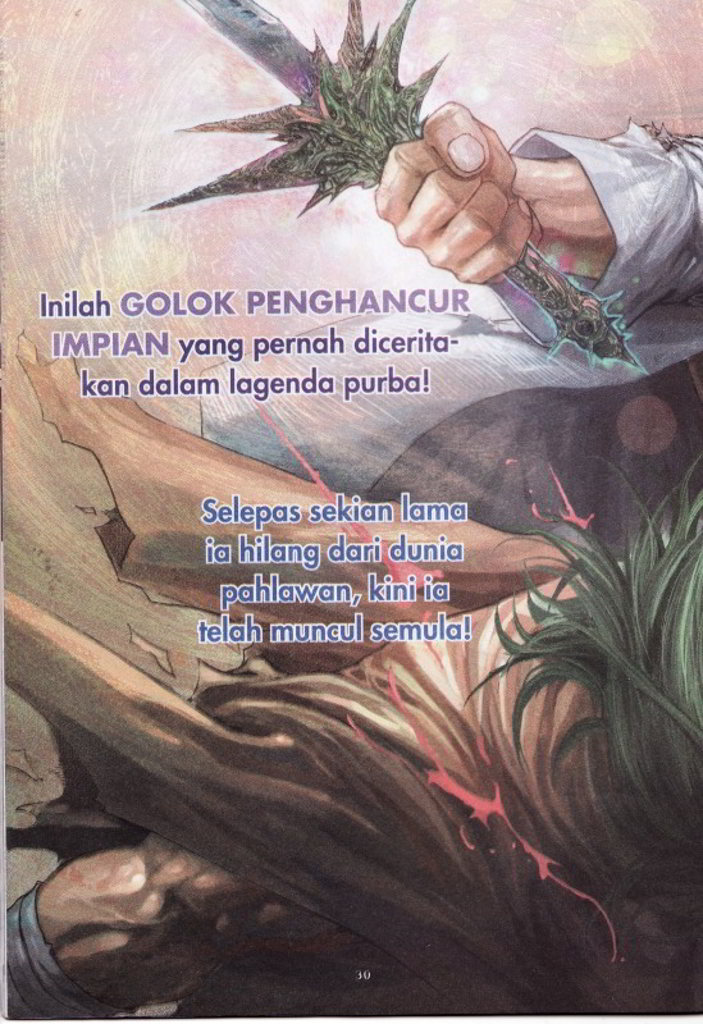 Inilah GOLOK PENGHANCUR
IMPIAN yang pernah dicerita-
kan dalam lagenda purba!
Selepas sekian lama
ia hilang dari dunia
pahlawan, kini ia
telah muncul semula!
30